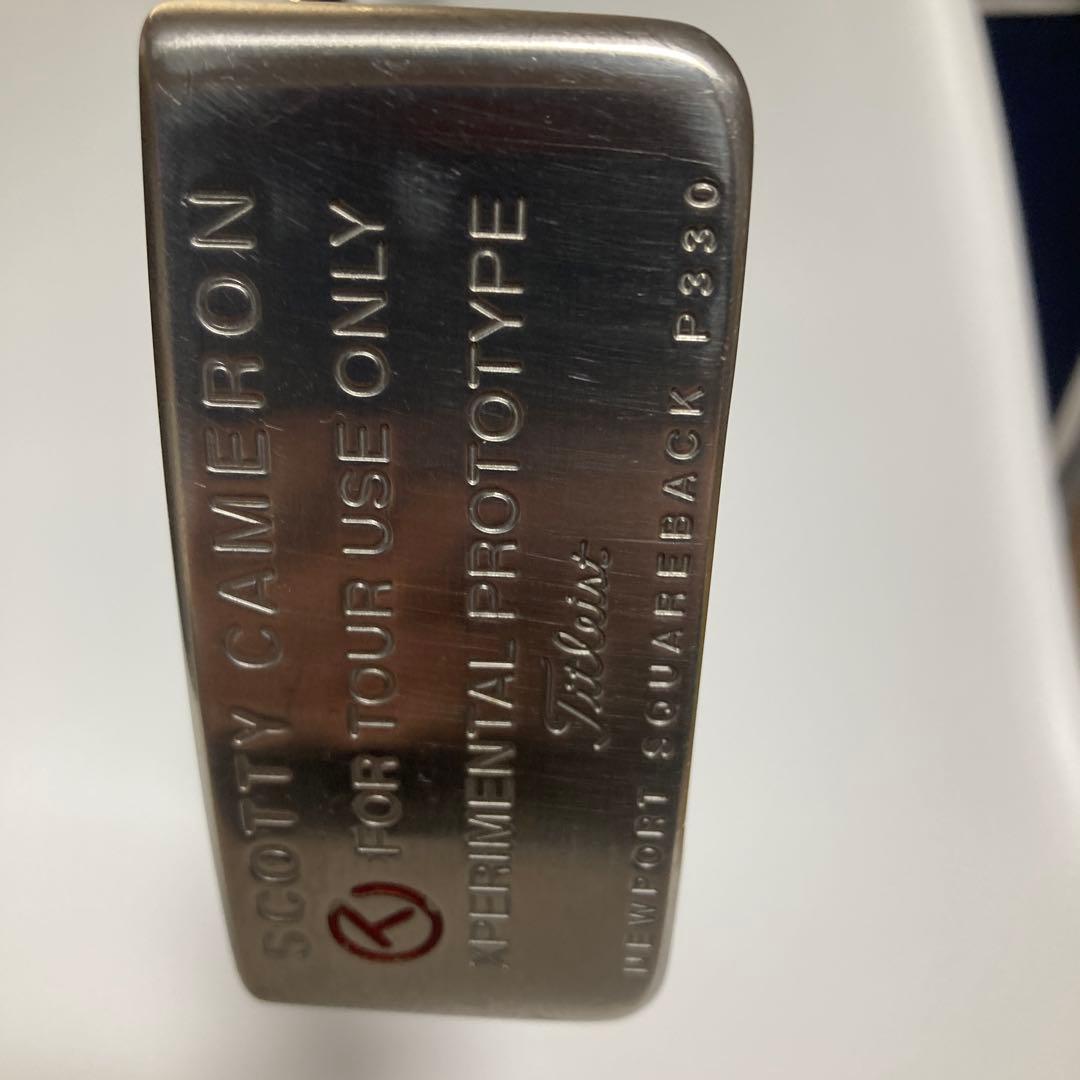 SCOTTY CAMERON
FOR TOUR USE ONLY
XPERIMENTAL PROTOTYPE
Titleist
NEWPORT SQUAREBACK P330